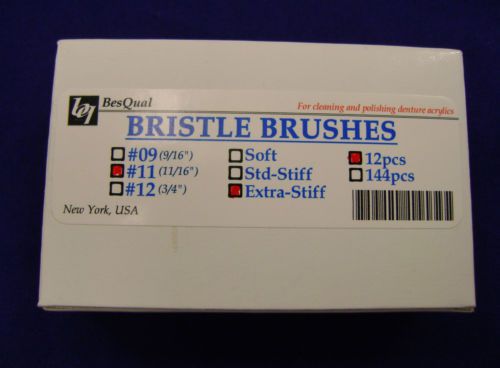 bq BesQual
For cleaning and polishing denture acrylics
BRISTLE BRUSHES
#09 (9/16") Soft 12pcs
#11 (11/16") Std-Stiff 144pcs
#12 (3/4") Extra-Stiff
New York, USA